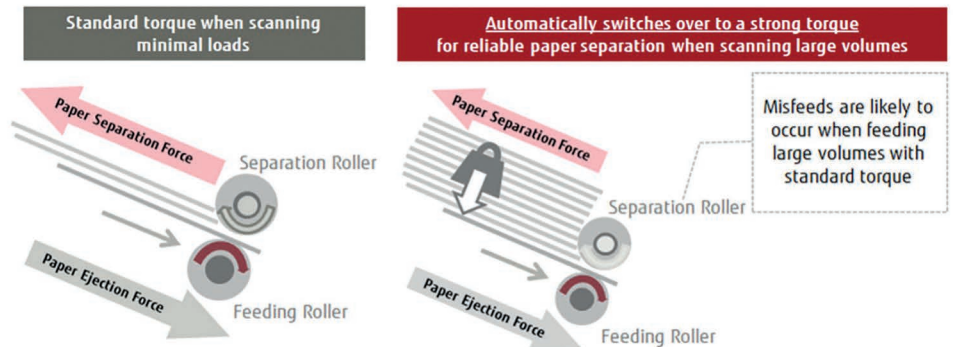 Standard torque when scanning
minimal loads
Automatically switches over to a strong torque
for reliable paper separation when scanning large volumes
Paper Separation Force
Separation Roller
Paper Ejection Force
Feeding Roller
Paper Separation Force
Misfeeds are likely to
occur when feeding
large volumes with
standard torque
Separation Roller
Paper Ejection Force
Feeding Roller